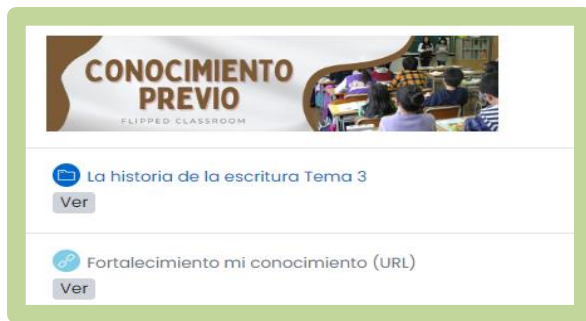 CONOCIMIENTO
PREVIO
FLIPPED CLASSROOM
La historia de la escritura Tema 3
Ver
Fortalecimiento mi conocimiento (URL)
Ver